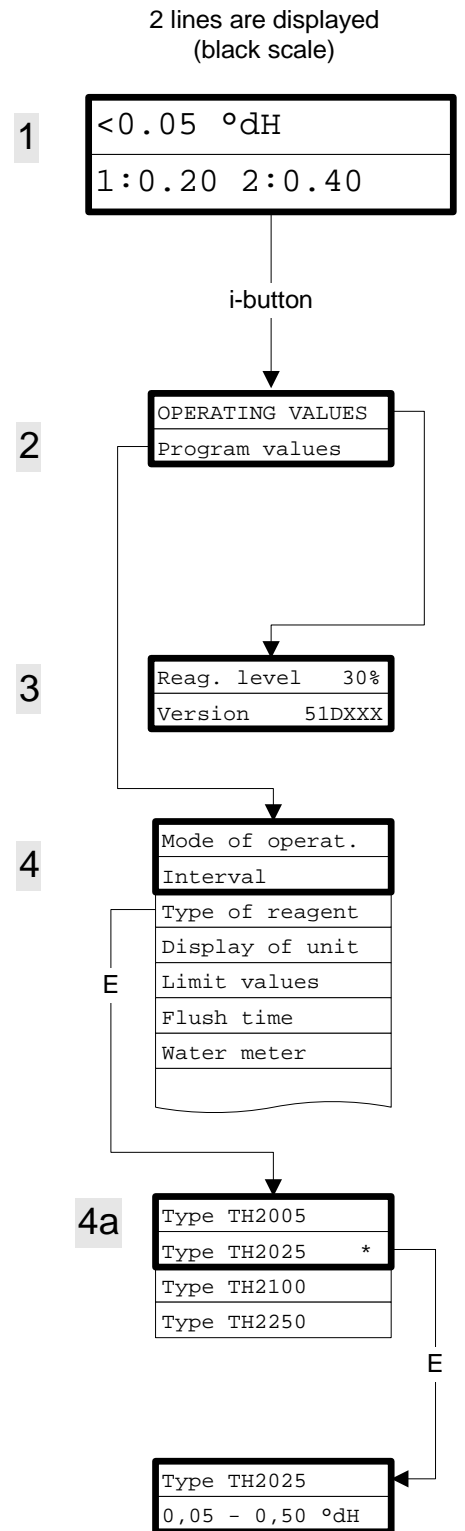 2 lines are displayed
(black scale)
1
<0.05 °dH
1:0.20 2:0.40
i-button
2
OPERATING VALUES
Program values
3
Reag. level 30%
Version 51DXXX
4
Mode of operat.
Interval
Type of reagent
Display of unit
Limit values
Flush time
Water meter
E
4a
Type TH2005
Type TH2025 *
Type TH2100
Type TH2250
E
Type TH2025
0,05 - 0,50 °dH